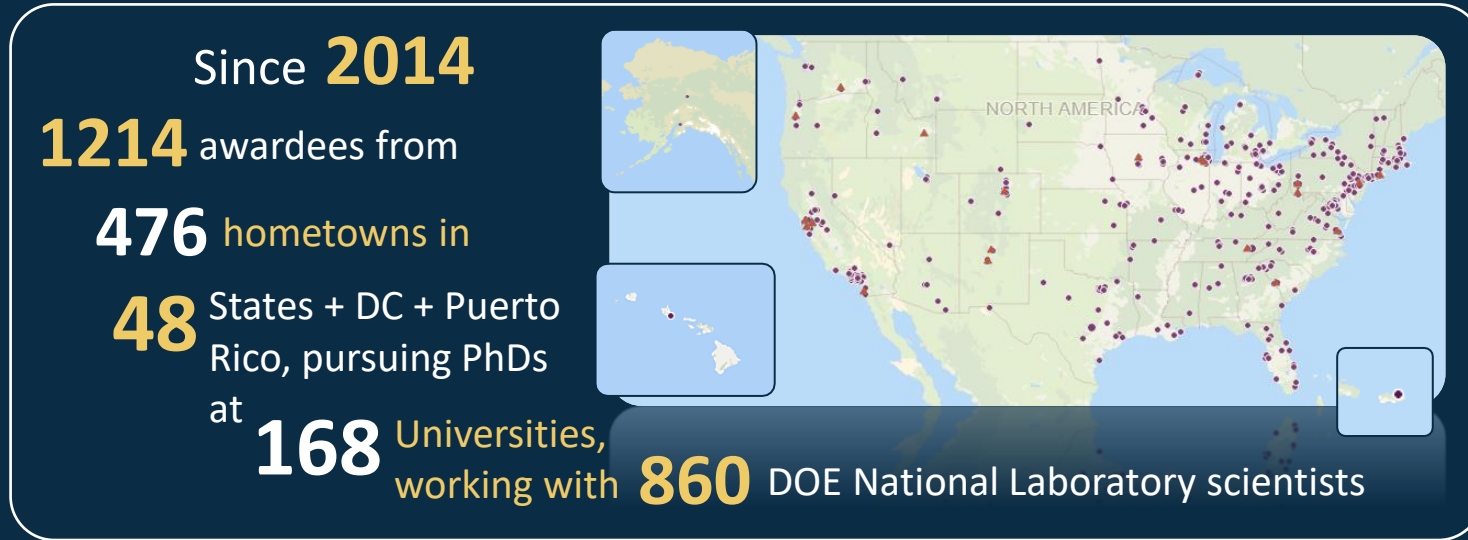 Since 2014
1214 awardees from
476 hometowns in
48 States + DC + Puerto
Rico, pursuing PhDs
at
168 Universities,
working with 860 DOE National Laboratory scientists
NORTH AMERICA